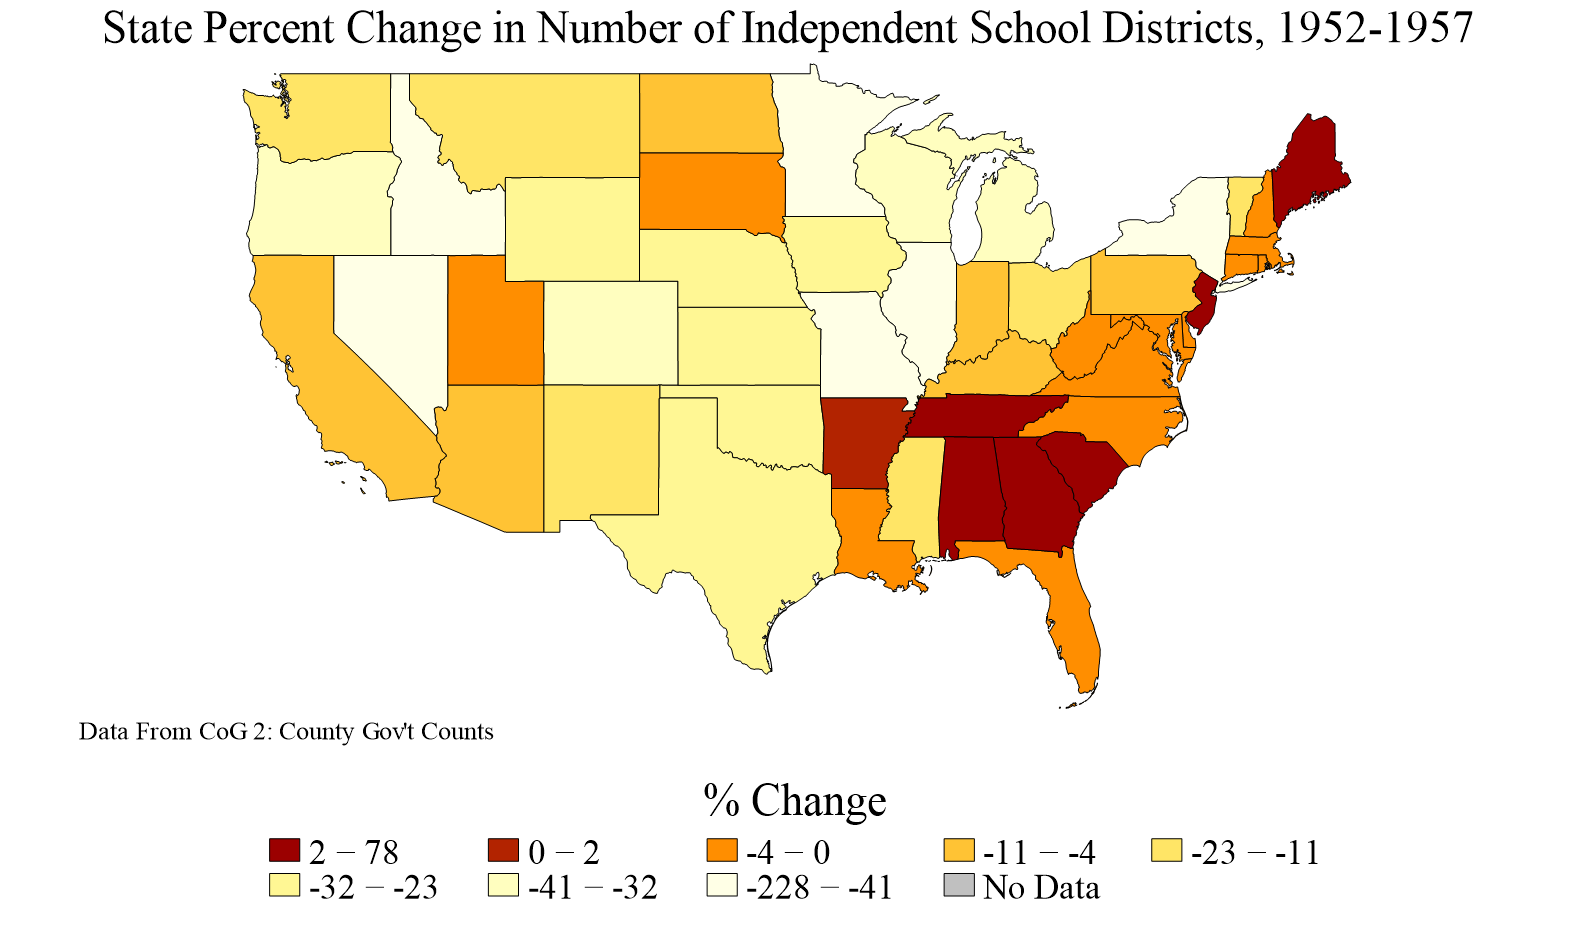 State Percent Change in Number of Independent School Districts, 1952-1957
Data From CoG 2: County Gov't Counts
% Change
2 − 78 0 − 2 -4 − 0 -11 − -4 -23 − -11
-32 − -23 -41 − -32 -228 − -41 No Data